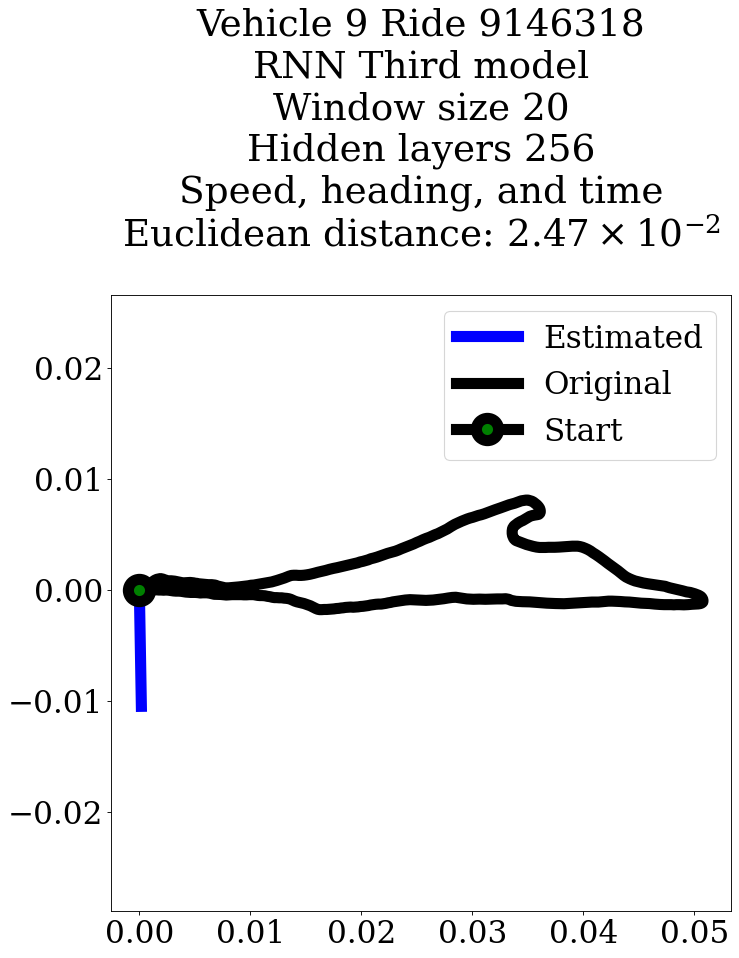 Vehicle 9 Ride 9146318
RNN Third model
Window size 20
Hidden layers 256
Speed, heading, and time
Euclidean distance: 2.47 × 10⁻²
Estimated
Original
Start
0.02
0.01
0.00
−0.01
−0.02
0.00 0.01 0.02 0.03 0.04 0.05